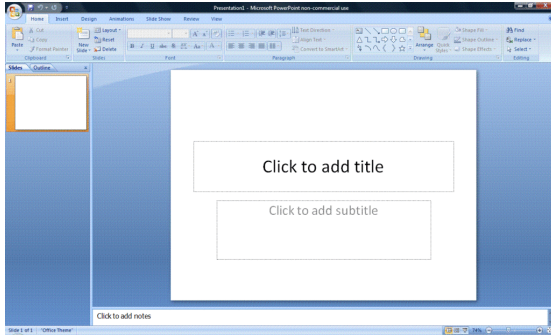 Presentation1 - Microsoft PowerPoint non-commercial use
Home Insert Design Animations Slide Show Review View
Paste
Cut
Copy
Format Painter
Clipboard
New Slide
Layout
Reset
Delete
Slides
Font
Text Direction
Align Text
Convert to SmartArt
Paragraph
Arrange
Quick Styles
Shape Fill
Shape Outline
Shape Effects
Drawing
Find
Replace
Select
Editing
Slides Outline
Click to add title
Click to add subtitle
Click to add notes
Slide 1 of 1 "Office Theme"